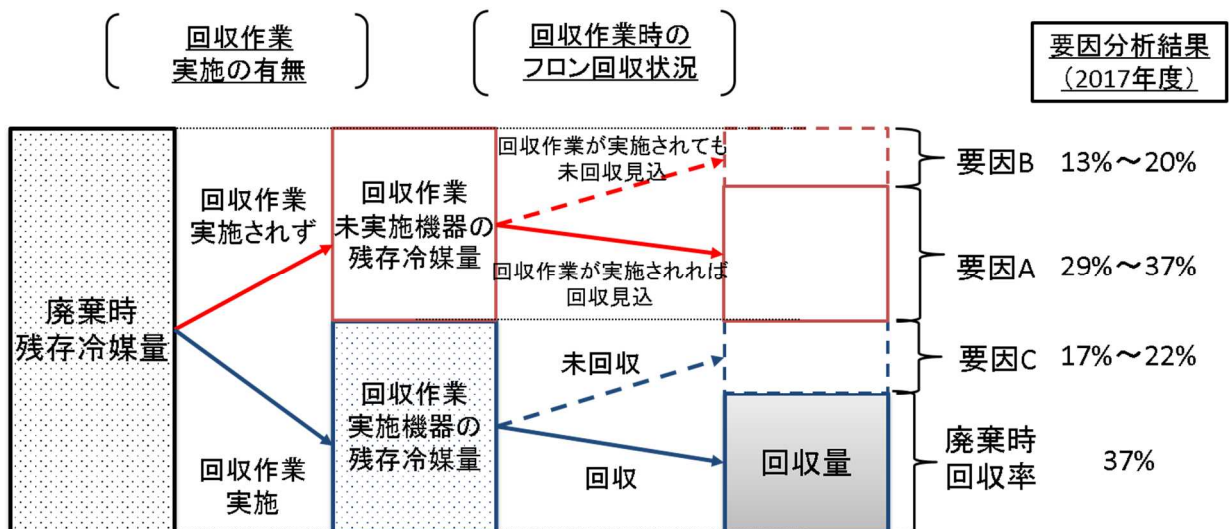 回収作業
実施の有無
回収作業時の
フロン回収状況
要因分析結果
（2017年度）
廃棄時
残存冷媒量
回収作業
実施されず
回収作業
実施
回収作業
未実施機器の
残存冷媒量
回収作業
実施機器の
残存冷媒量
回収作業が実施されても
未回収見込
回収作業が実施されれば
回収見込
未回収
回収
回収量
要因B 13%～20%
要因A 29%～37%
要因C 17%～22%
廃棄時
回収率
37%